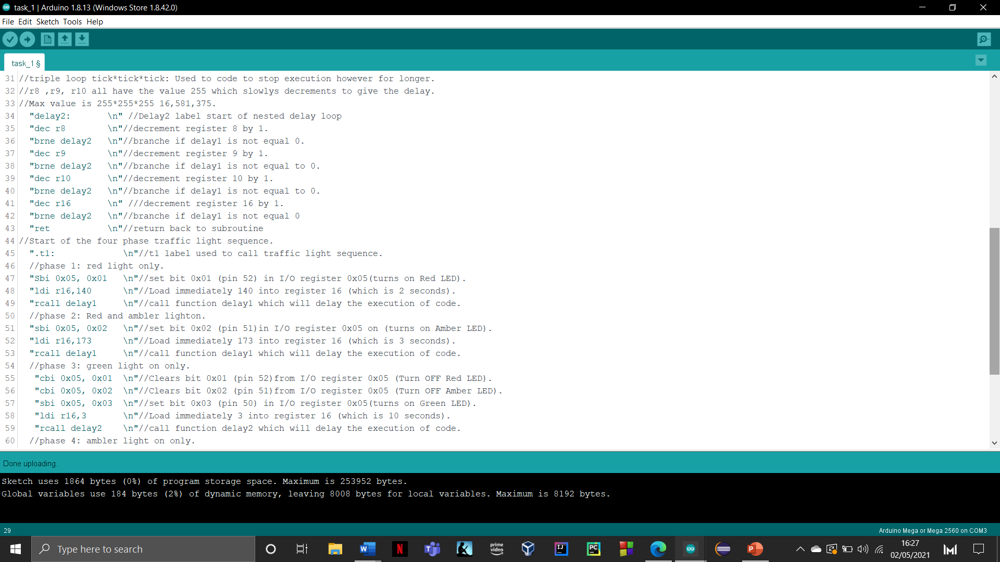 task_1 | Arduino 1.8.13 (Windows Store 1.8.42.0)
File Edit Sketch Tools Help
task_1 §
31 //triple loop tick*tick*tick: Used to code to stop execution however for longer.
32 //r8 ,r9, r10 all have the value 255 which slowlys decrements to give the delay.
33 //Max value is 255*255*255 16,581,375.
34 "delay2: \n" //Delay2 label start of nested delay loop
35 "dec r8 \n"//decrement register 8 by 1.
36 "brne delay2 \n"//branche if delay1 is not equal 0.
37 "dec r9 \n"//decrement register 9 by 1.
38 "brne delay2 \n"//branche if delay1 is not equal to 0.
39 "dec r10 \n"//decrement register 10 by 1.
40 "brne delay2 \n"//branche if delay1 is not equal to 0.
41 "dec r16 \n" ///decrement register 16 by 1.
42 "brne delay2 \n"//branche if delay1 is not equal 0
43 "ret \n"//return back to subroutine
44 //Start of the four phase traffic light sequence.
45 ".t1: \n"//t1 label used to call traffic light sequence.
46 //phase 1: red light only.
47 "Sbi 0x05, 0x01 \n"//set bit 0x01 (pin 52) in I/O register 0x05(turns on Red LED).
48 "ldi r16,140 \n"//Load immediately 140 into register 16 (which is 2 seconds).
49 "rcall delay1 \n"//call function delay1 which will delay the execution of code.
50 //phase 2: Red and ambler lighton.
51 "sbi 0x05, 0x02 \n"//set bit 0x02 (pin 51)in I/O register 0x05 on (turns on Amber LED).
52 "ldi r16,173 \n"//Load immediately 173 into register 16 (which is 3 seconds).
53 "rcall delay1 \n"//call function delay1 which will delay the execution of code.
54 //phase 3: green light on only.
55 "cbi 0x05, 0x01 \n"//Clears bit 0x01 (pin 52)from I/O register 0x05 (Turn OFF Red LED).
56 "cbi 0x05, 0x02 \n"//Clears bit 0x02 (pin 51)from I/O register 0x05 (Turn OFF Amber LED).
57 "sbi 0x05, 0x03 \n"//set bit 0x03 (pin 50) in I/O register 0x05(turns on Green LED).
58 "ldi r16,3 \n"//Load immediately 3 into register 16 (which is 10 seconds).
59 "rcall delay2 \n"//call function delay2 which will delay the execution of code.
60 //phase 4: ambler light on only.
Done uploading.
Sketch uses 1864 bytes (0%) of program storage space. Maximum is 253952 bytes.
Global variables use 184 bytes (2%) of dynamic memory, leaving 8008 bytes for local variables. Maximum is 8192 bytes.
29
Arduino Mega or Mega 2560 on COM3
Type here to search
W
N
T
prime video
IJ
PC
P
16:27
02/05/2021